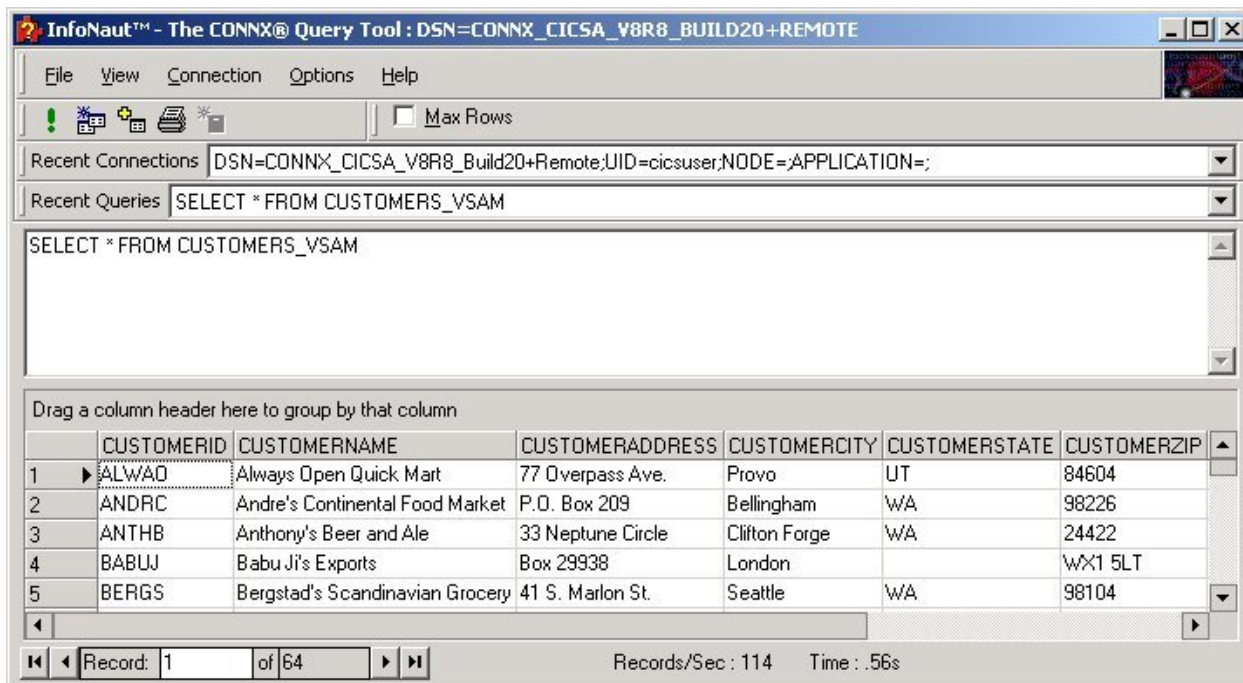 InfoNaut™ - The CONNX® Query Tool : DSN=CONNX_CICSA_V8R8_BUILD20+REMOTE
File View Connection Options Help
Max Rows
Recent Connections DSN=CONNX_CICSA_V8R8_Build20+Remote;UID=cicsuser;NODE=;APPLICATION=;
Recent Queries SELECT * FROM CUSTOMERS_VSAM
SELECT * FROM CUSTOMERS_VSAM
Drag a column header here to group by that column
CUSTOMERID CUSTOMERNAME CUSTOMERADDRESS CUSTOMERCITY CUSTOMERSTATE CUSTOMERZIP
1 ALWAO Always Open Quick Mart 77 Overpass Ave. Provo UT 84604
2 ANDRC Andre's Continental Food Market P.O. Box 209 Bellingham WA 98226
3 ANTHB Anthony's Beer and Ale 33 Neptune Circle Clifton Forge WA 24422
4 BABUJ Babu Ji's Exports Box 29938 London WX1 5LT
5 BERGS Bergstad's Scandinavian Grocery 41 S. Marlon St. Seattle WA 98104
Record: 1 of 64 Records/Sec : 114 Time : .56s